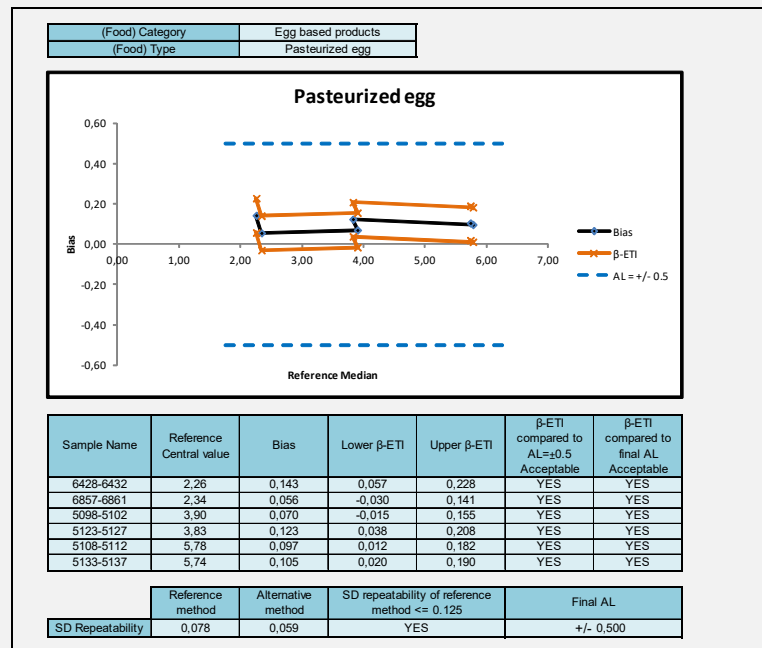 (Food) Category Egg based products
(Food) Type Pasteurized egg
Pasteurized egg
0,60
0,40
0,20
0,00
-0,20
-0,40
-0,60
0,00 1,00 2,00 3,00 4,00 5,00 6,00 7,00
Bias
Reference Median
Bias
β-ETI
AL = +/- 0.5
Sample Name Reference Central value Bias Lower β-ETI Upper β-ETI β-ETI compared to AL=±0.5 Acceptable β-ETI compared to final AL Acceptable
6428-6432 2,26 0,143 0,057 0,228 YES YES
6857-6861 2,34 0,056 -0,030 0,141 YES YES
5098-5102 3,90 0,070 -0,015 0,155 YES YES
5123-5127 3,83 0,123 0,038 0,208 YES YES
5108-5112 5,78 0,097 0,012 0,182 YES YES
5133-5137 5,74 0,105 0,020 0,190 YES YES
Reference method Alternative method SD repeatability of reference method <= 0.125 Final AL
SD Repeatability 0,078 0,059 YES +/- 0,500